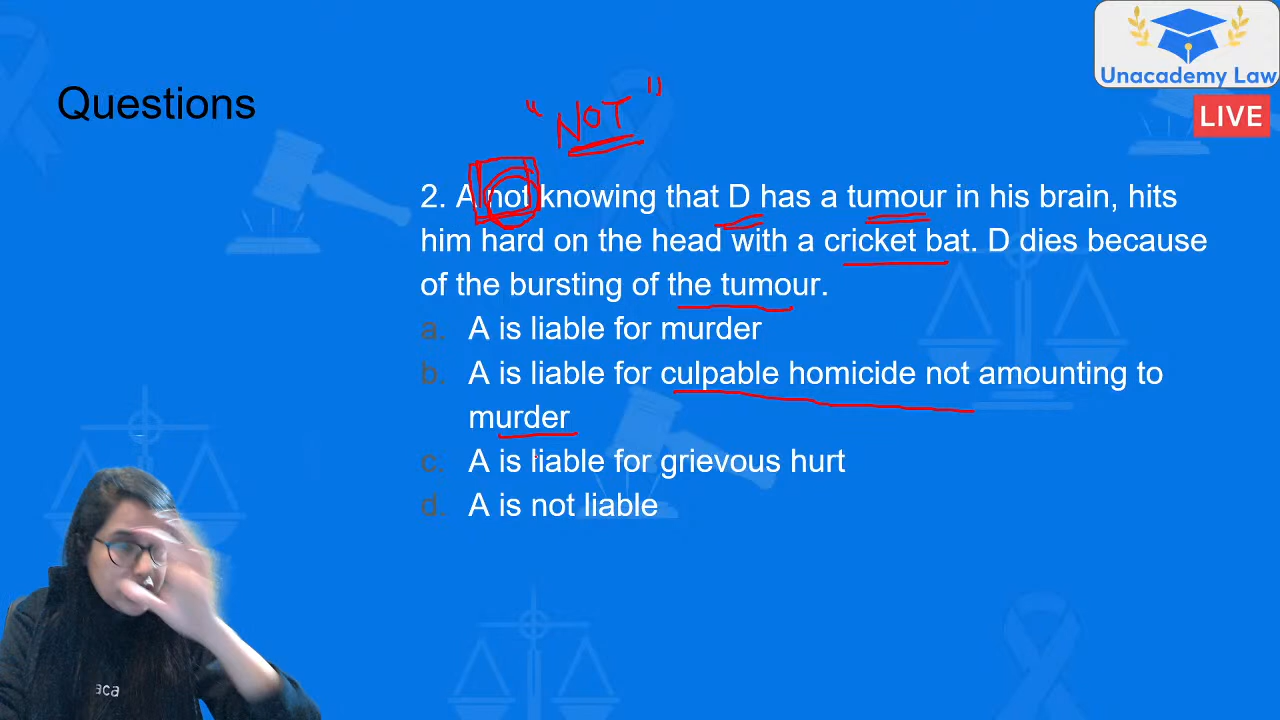 Unacademy Law
LIVE
Questions
"NOT"
2. A not knowing that D has a tumour in his brain, hits
him hard on the head with a cricket bat. D dies because
of the bursting of the tumour.
a. A is liable for murder
b. A is liable for culpable homicide not amounting to
murder
c. A is liable for grievous hurt
d. A is not liable
aca